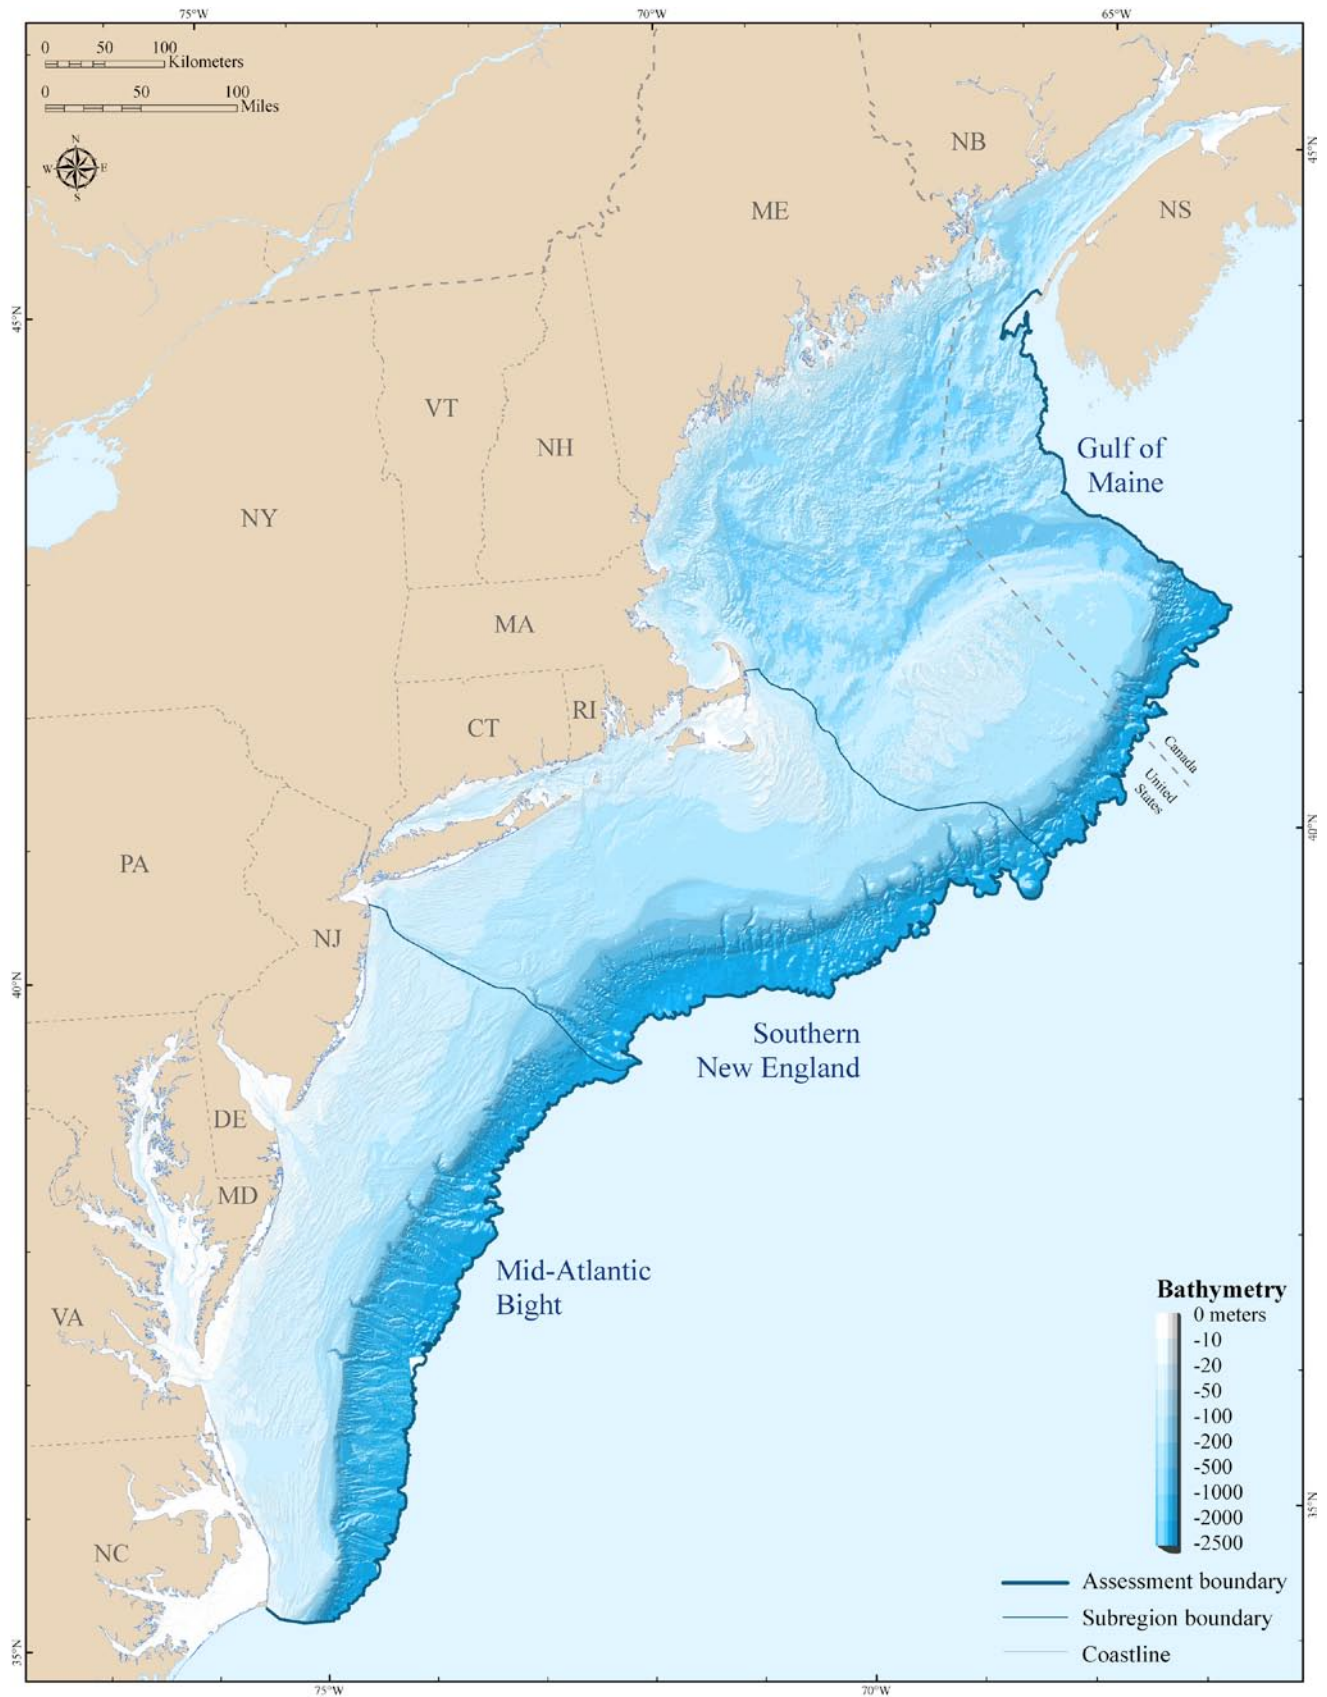 75°W
70°W
65°W
0 50 100
Kilometers
0 50 100
Miles
N
W E
S
NB
45°N
ME
NS
45°N
VT
NH
Gulf of
Maine
NY
MA
RI
CT
Canada
United
States
40°N
PA
NJ
40°N
Southern
New England
DE
MD
Mid-Atlantic
Bight
VA
Bathymetry
0 meters
-10
-20
-50
-100
-200
-500
-1000
-2000
-2500
35°N
NC
Assessment boundary
Subregion boundary
Coastline
35°N
75°W
70°W